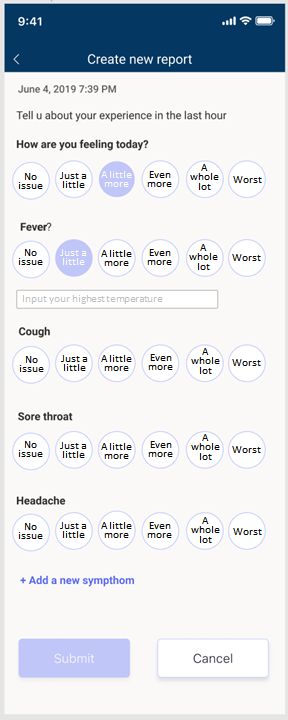 9:41
Create new report
June 4, 2019 7:39 PM
Tell u about your experience in the last hour
How are you feeling today?
No issue Just a little A little more Even more A whole lot Worst
Fever?
No issue Just a little A little more Even more A whole lot Worst
Input your highest temperature
Cough
No issue Just a little A little more Even more A whole lot Worst
Sore throat
No issue Just a little A little more Even more A whole lot Worst
Headache
No issue Just a little A little more Even more A whole lot Worst
+ Add a new sympthom
Submit Cancel